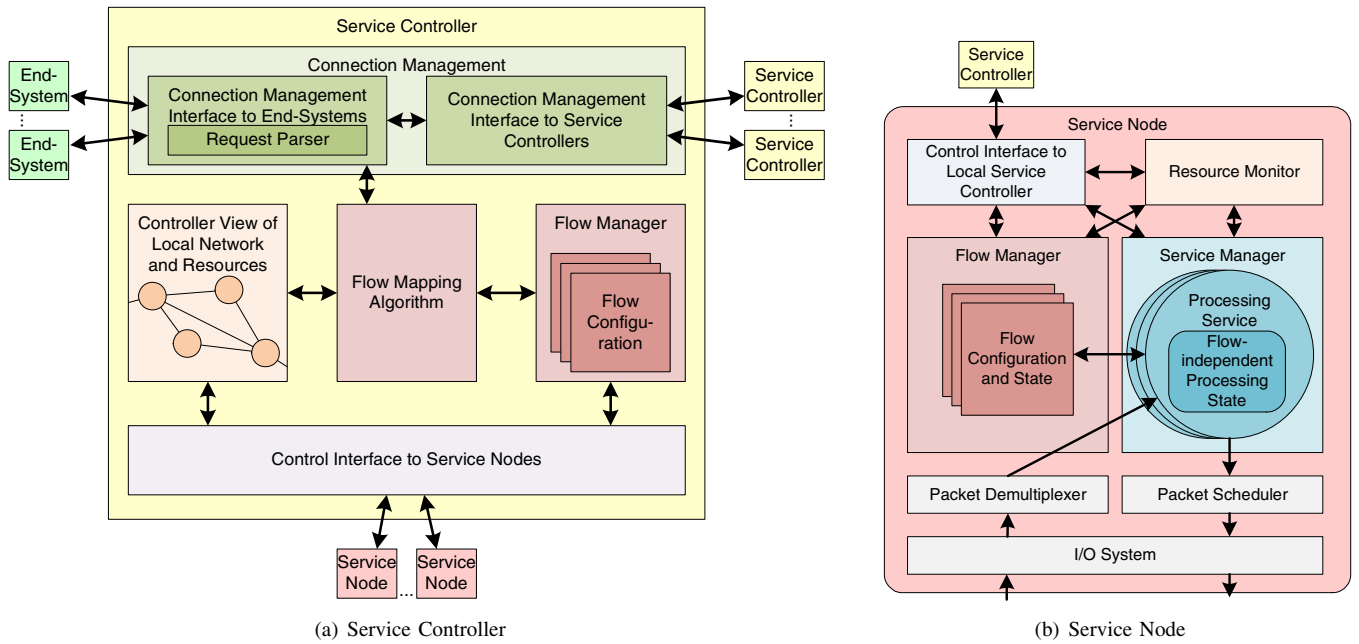 Service Controller
Connection Management
End-
System
...
End-
System
Connection Management
Interface to End-Systems
Request Parser
Connection Management
Interface to Service
Controllers
Service
Controller
...
Service
Controller
Controller View of
Local Network
and Resources
Flow Mapping
Algorithm
Flow Manager
Flow
Configu-
ration
Control Interface to Service Nodes
Service
Node
...
Service
Node
(a) Service Controller
Service
Controller
Service Node
Control Interface to
Local Service
Controller
Resource Monitor
Flow Manager
Flow
Configuration
and State
Service Manager
Processing
Service
Flow-
independent
Processing
State
Packet Demultiplexer
Packet Scheduler
I/O System
(b) Service Node